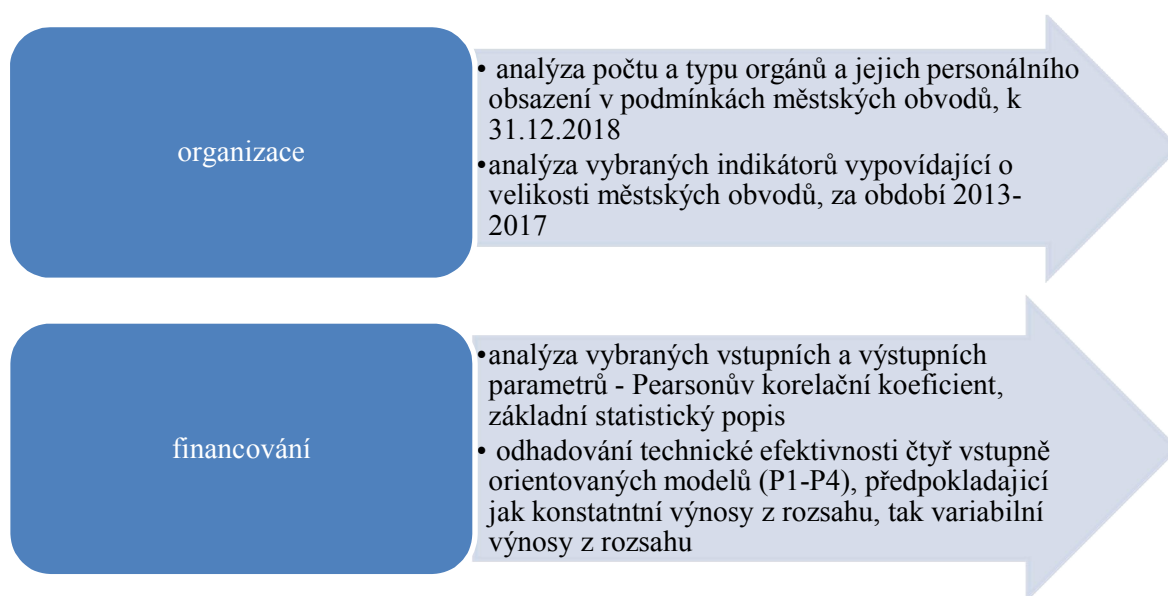 organizace
• analýza počtu a typu orgánů a jejich personálního
obsazení v podmínkách městských obvodů, k
31.12.2018
•analýza vybraných indikátorů vypovídající o
velikosti městských obvodů, za období 2013-
2017
financování
•analýza vybraných vstupních a výstupních
parametrů - Pearsonův korelační koeficient,
základní statistický popis
• odhadování technické efektivnosti čtyř vstupně
orientovaných modelů (P1-P4), předpokladajicí
jak konstatntní výnosy z rozsahu, tak variabilní
výnosy z rozsahu